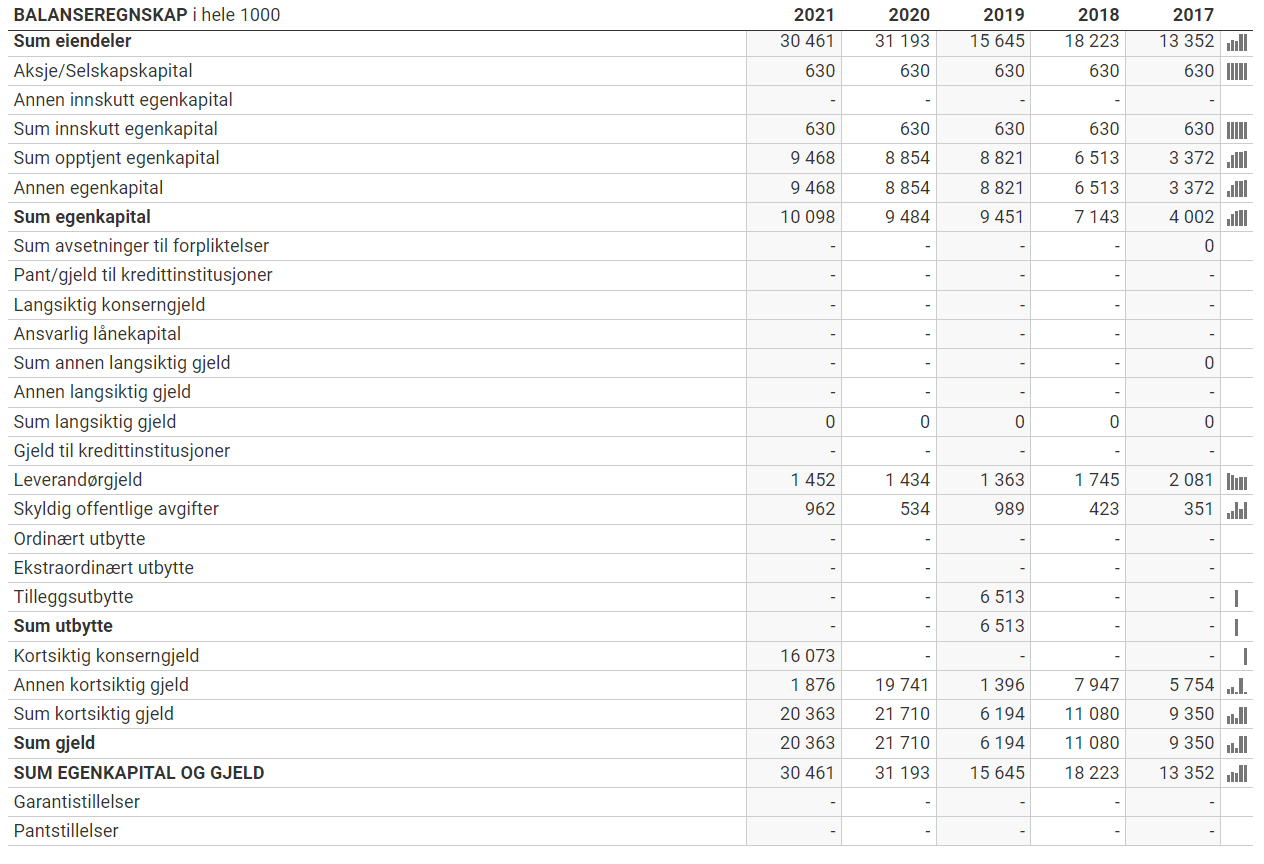 BALANSEREGNSKAP i hele 1000 2021 2020 2019 2018 2017
Sum eiendeler 30 461 31 193 15 645 18 223 13 352
Aksje/Selskapskapital 630 630 630 630 630
Annen innskutt egenkapital - - - - -
Sum innskutt egenkapital 630 630 630 630 630
Sum opptjent egenkapital 9 468 8 854 8 821 6 513 3 372
Annen egenkapital 9 468 8 854 8 821 6 513 3 372
Sum egenkapital 10 098 9 484 9 451 7 143 4 002
Sum avsetninger til forpliktelser - - - - 0
Pant/gjeld til kredittinstitusjoner - - - - -
Langsiktig konserngjeld - - - - -
Ansvarlig lånekapital - - - - -
Sum annen langsiktig gjeld - - - - 0
Annen langsiktig gjeld - - - - -
Sum langsiktig gjeld 0 0 0 0 0
Gjeld til kredittinstitusjoner - - - - -
Leverandørgjeld 1 452 1 434 1 363 1 745 2 081
Skyldig offentlige avgifter 962 534 989 423 351
Ordinært utbytte - - - - -
Ekstraordinært utbytte - - - - -
Tilleggsutbytte - - 6 513 - -
Sum utbytte - - 6 513 - -
Kortsiktig konserngjeld 16 073 - - - -
Annen kortsiktig gjeld 1 876 19 741 1 396 7 947 5 754
Sum kortsiktig gjeld 20 363 21 710 6 194 11 080 9 350
Sum gjeld 20 363 21 710 6 194 11 080 9 350
SUM EGENKAPITAL OG GJELD 30 461 31 193 15 645 18 223 13 352
Garantistillelser - - - - -
Pantstillelser - - - - -